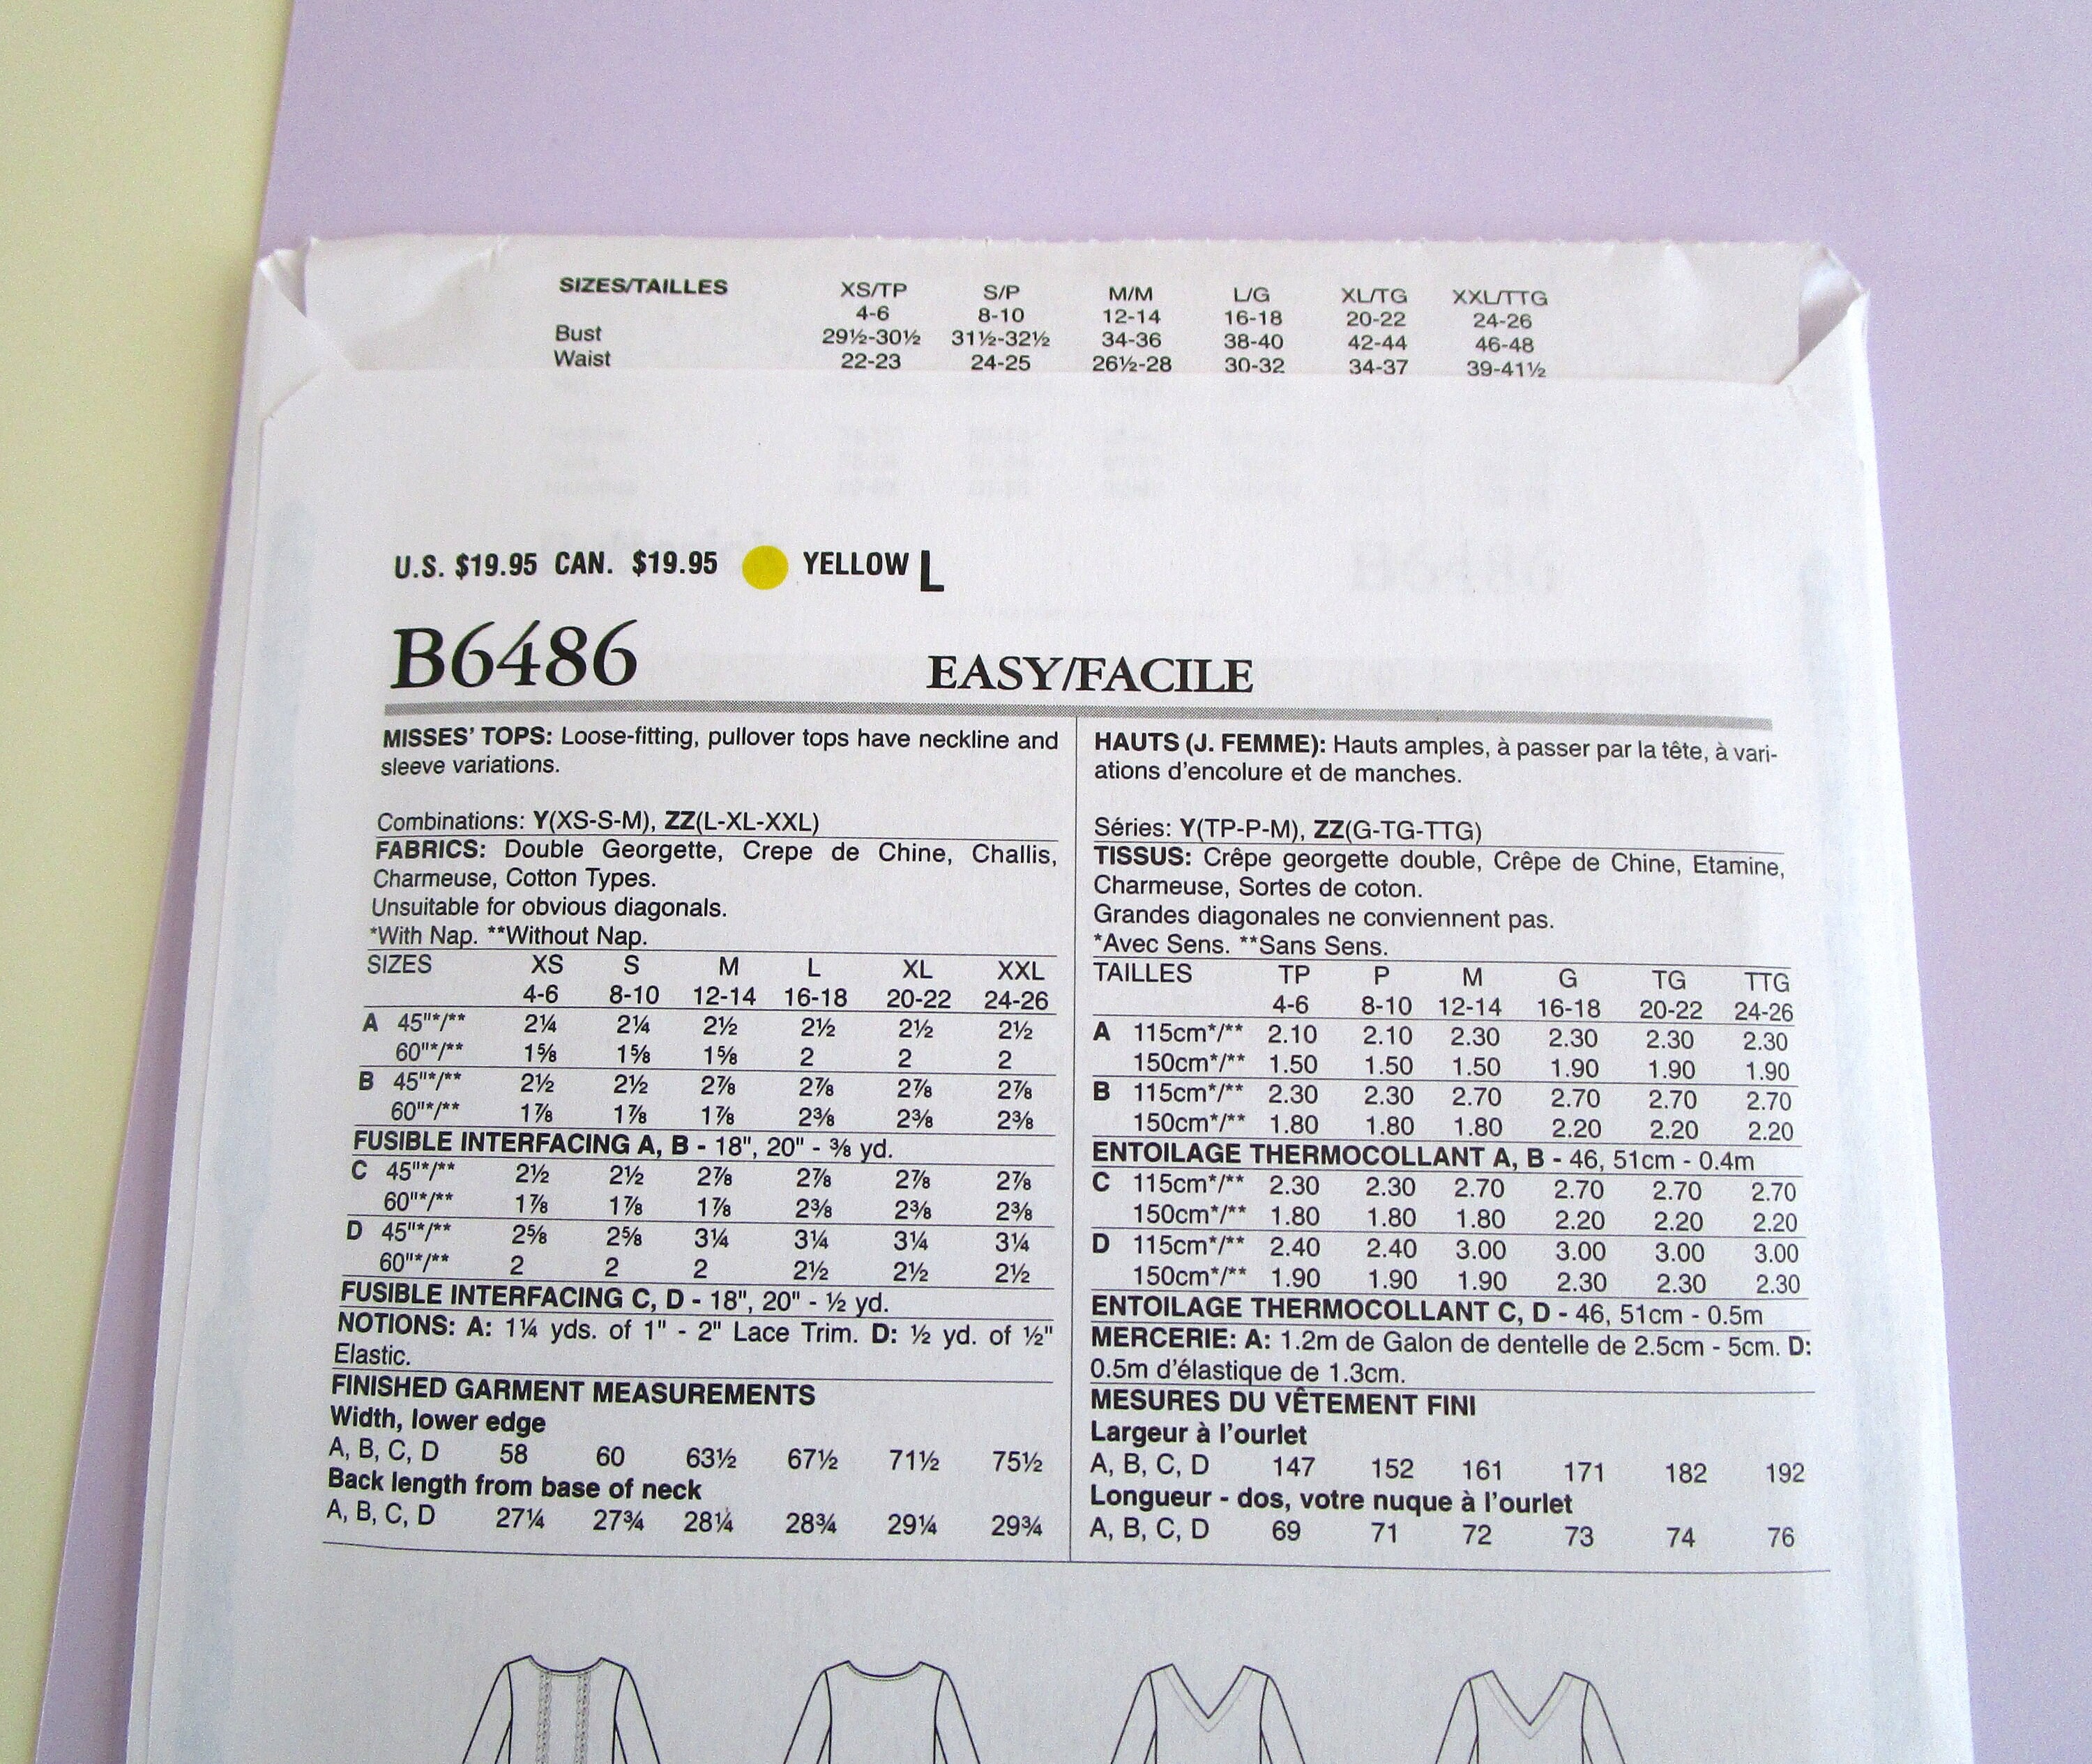 SIZES/TAILLES XS/TP S/P M/M L/G XL/TG XXL/TTG
4-6 8-10 12-14 16-18 20-22 24-26
Bust 29½-30½ 31½-32½ 34-36 38-40 42-44 46-48
Waist 22-23 24-25 26½-28 30-32 34-37 39-41½
U.S. $19.95 CAN. $19.95 YELLOW L
B6486 EASY/FACILE
MISSES' TOPS: Loose-fitting, pullover tops have neckline and
sleeve variations.
Combinations: Y(XS-S-M), ZZ(L-XL-XXL)
FABRICS: Double Georgette, Crepe de Chine, Challis,
Charmeuse, Cotton Types.
Unsuitable for obvious diagonals.
*With Nap. **Without Nap.
SIZES XS S M L XL XXL
4-6 8-10 12-14 16-18 20-22 24-26
A 45"*/** 2¼ 2¼ 2½ 2½ 2½ 2½
60"*/** 1⅝ 1⅝ 1⅝ 2 2 2
B 45"*/** 2½ 2½ 2⅞ 2⅞ 2⅞ 2⅞
60"*/** 1⅞ 1⅞ 1⅞ 2⅜ 2⅜ 2⅜
FUSIBLE INTERFACING A, B - 18", 20" - ⅜ yd.
C 45"*/** 2½ 2½ 2⅞ 2⅞ 2⅞ 2⅞
60"*/** 1⅞ 1⅞ 1⅞ 2⅜ 2⅜ 2⅜
D 45"*/** 2⅝ 2⅝ 3¼ 3¼ 3¼ 3¼
60"*/** 2 2 2 2½ 2½ 2½
FUSIBLE INTERFACING C, D - 18", 20" - ½ yd.
NOTIONS: A: 1¼ yds. of 1" - 2" Lace Trim. D: ½ yd. of ½"
Elastic.
FINISHED GARMENT MEASUREMENTS
Width, lower edge
A, B, C, D 58 60 63½ 67½ 71½ 75½
Back length from base of neck
A, B, C, D 27¼ 27¾ 28¼ 28¾ 29¼ 29¾
HAUTS (J. FEMME): Hauts amples, à passer par la tête, à vari-
ations d'encolure et de manches.
Séries: Y(TP-P-M), ZZ(G-TG-TTG)
TISSUS: Crêpe georgette double, Crêpe de Chine, Etamine,
Charmeuse, Sortes de coton.
Grandes diagonales ne conviennent pas.
*Avec Sens. **Sans Sens.
TAILLES TP P M G TG TTG
4-6 8-10 12-14 16-18 20-22 24-26
A 115cm*/** 2.10 2.10 2.30 2.30 2.30 2.30
150cm*/** 1.50 1.50 1.50 1.90 1.90 1.90
B 115cm*/** 2.30 2.30 2.70 2.70 2.70 2.70
150cm*/** 1.80 1.80 1.80 2.20 2.20 2.20
ENTOILAGE THERMOCOLLANT A, B - 46, 51cm - 0.4m
C 115cm*/** 2.30 2.30 2.70 2.70 2.70 2.70
150cm*/** 1.80 1.80 1.80 2.20 2.20 2.20
D 115cm*/** 2.40 2.40 3.00 3.00 3.00 3.00
150cm*/** 1.90 1.90 1.90 2.30 2.30 2.30
ENTOILAGE THERMOCOLLANT C, D - 46, 51cm - 0.5m
MERCERIE: A: 1.2m de Galon de dentelle de 2.5cm - 5cm. D:
0.5m d'élastique de 1.3cm.
MESURES DU VÊTEMENT FINI
Largeur à l'ourlet
A, B, C, D 147 152 161 171 182 192
Longueur - dos, votre nuque à l'ourlet
A, B, C, D 69 71 72 73 74 76